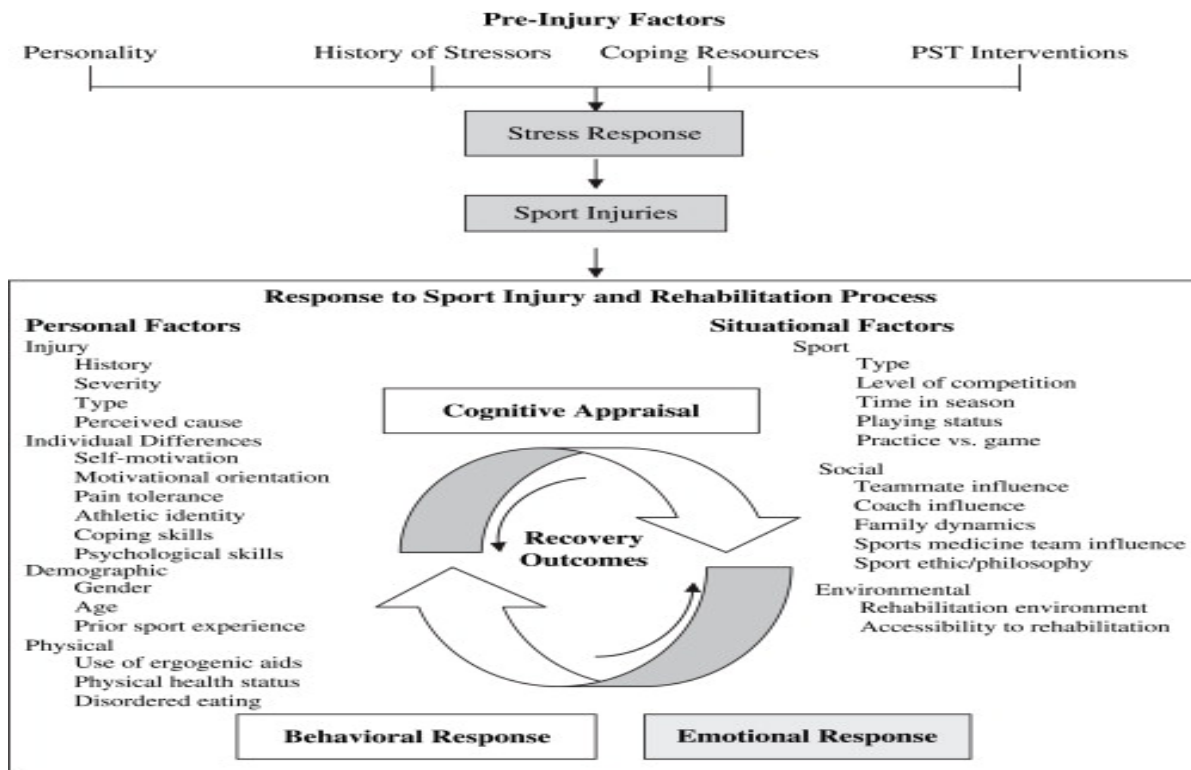 Pre-Injury Factors
Personality History of Stressors Coping Resources PST Interventions
Stress Response
Sport Injuries
Response to Sport Injury and Rehabilitation Process
Personal Factors
Injury
History
Severity
Type
Perceived cause
Individual Differences
Self-motivation
Motivational orientation
Pain tolerance
Athletic identity
Coping skills
Psychological skills
Demographic
Gender
Age
Prior sport experience
Physical
Use of ergogenic aids
Physical health status
Disordered eating
Cognitive Appraisal
Recovery
Outcomes
Situational Factors
Sport
Type
Level of competition
Time in season
Playing status
Practice vs. game
Social
Teammate influence
Coach influence
Family dynamics
Sports medicine team influence
Sport ethic/philosophy
Environmental
Rehabilitation environment
Accessibility to rehabilitation
Behavioral Response
Emotional Response